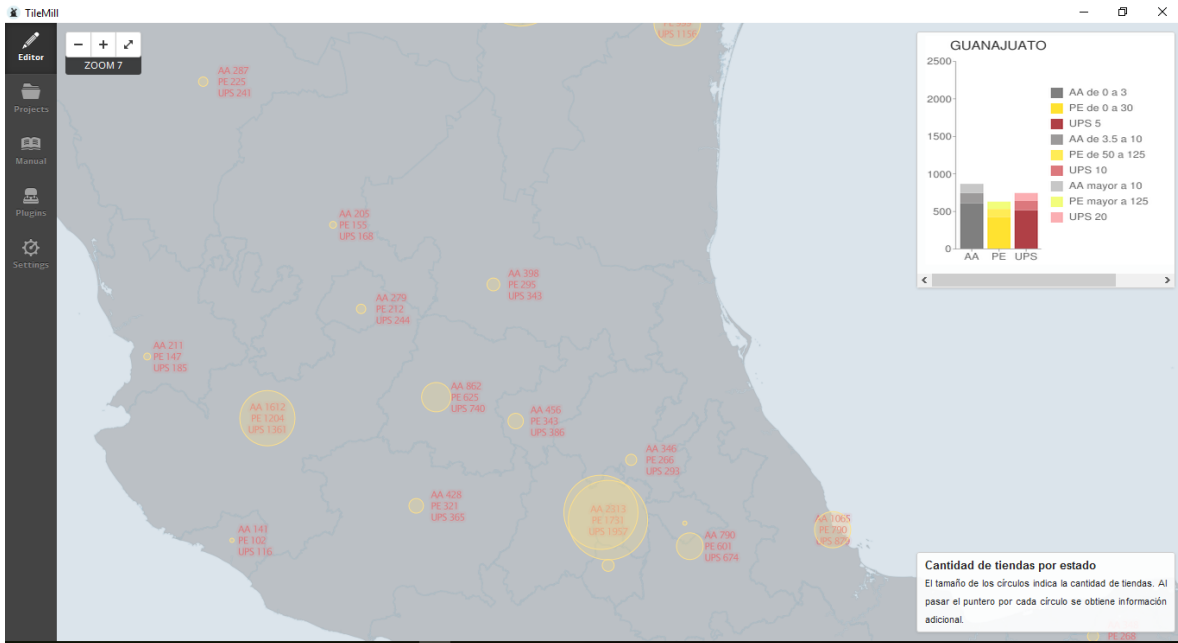 TileMill
Editor
Projects
Manual
Plugins
Settings
ZOOM 7
UPS 1156
AA 287
PE 225
UPS 241
AA 205
PE 155
UPS 168
AA 398
PE 295
UPS 343
AA 279
PE 212
UPS 244
AA 211
PE 147
UPS 185
AA 862
PE 625
UPS 740
AA 1612
PE 1204
UPS 1383
AA 456
PE 343
UPS 386
AA 346
PE 266
UPS 293
AA 428
PE 321
UPS 365
AA 2333
PE 1731
UPS 1957
AA 141
PE 102
UPS 116
AA 790
PE 601
UPS 674
AA 1065
PE 790
UPS 879
PE 268
GUANAJUATO
2500
2000
1500
1000
500
0
AA PE UPS
AA de 0 a 3
PE de 0 a 30
UPS 5
AA de 3.5 a 10
PE de 50 a 125
UPS 10
AA mayor a 10
PE mayor a 125
UPS 20
Cantidad de tiendas por estado
El tamaño de los círculos indica la cantidad de tiendas. Al
pasar el puntero por cada círculo se obtiene información
adicional.